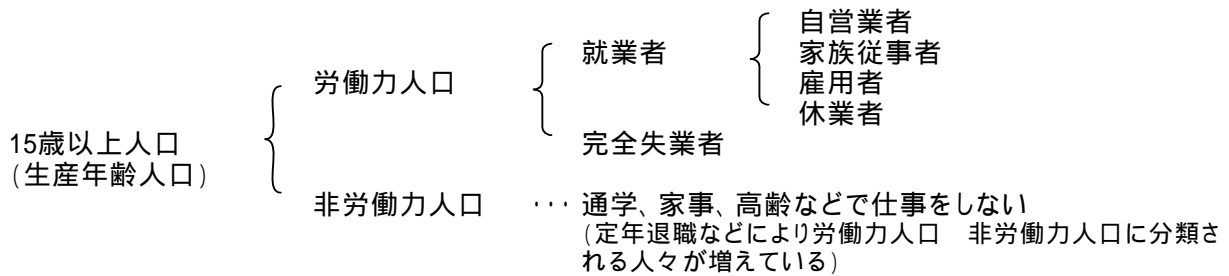 自営業者
家族従事者
雇用者
休業者
就業者
完全失業者
労働力人口
15歳以上人口
(生産年齢人口)
非労働力人口 ··· 通学、家事、高齢などで仕事をしない
(定年退職などにより労働力人口　非労働力人口に分類さ
れる人々が増えている)